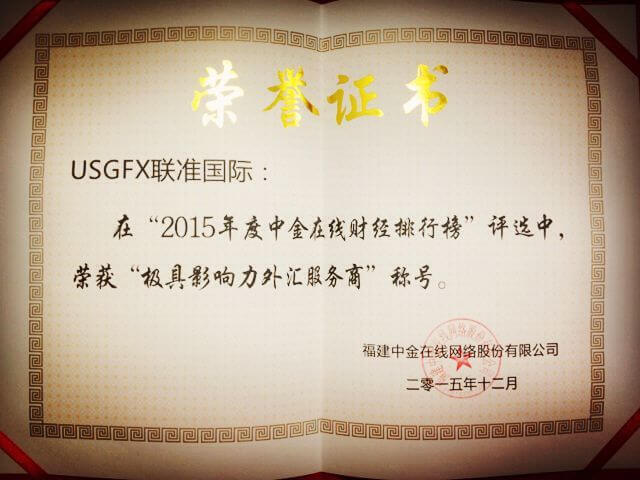 荣誉证书
USGFX联准国际：
在“2015年度中金在线财经排行榜”评选中，
荣获“极具影响力外汇服务商”称号。
福建中金在线网络股份有限公司
二零一五年十二月